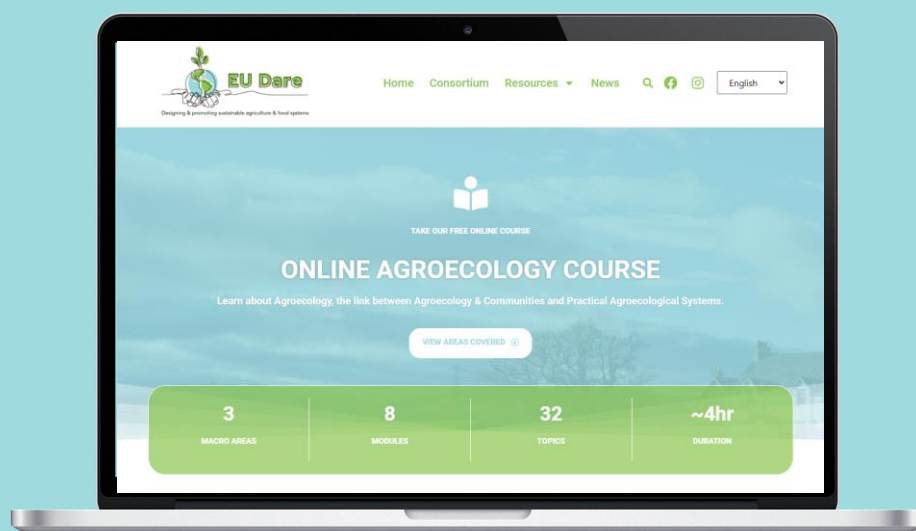 EU Dare
Designing & promoting sustainable agriculture & food systems
Home Consortium Resources News English
TAKE OUR FREE ONLINE COURSE
ONLINE AGROECOLOGY COURSE
Learn about Agroecology, the link between Agroecology & Communities and Practical Agroecological Systems.
VIEW AREAS COVERED
3 8 32 ~4hr
MACRO AREAS MODULES TOPICS DURATION